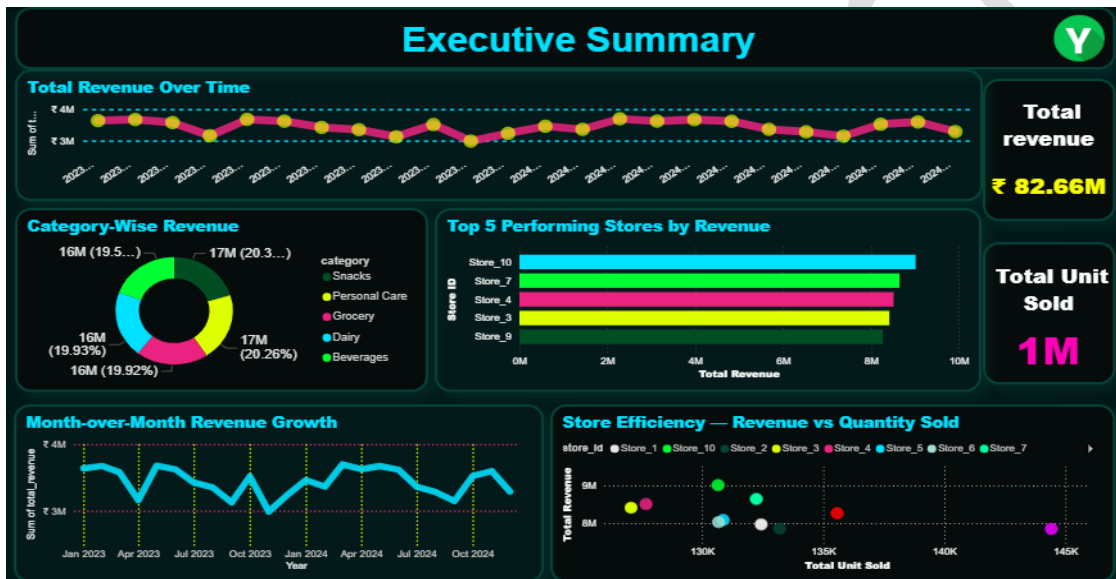 Executive Summary
Y
Total Revenue Over Time
Sum of t...
₹ 4M
₹ 3M
2023... 2023... 2023... 2023... 2023... 2023... 2023... 2023... 2023... 2023... 2023... 2023... 2024... 2024... 2024... 2024... 2024... 2024... 2024... 2024... 2024... 2024... 2024... 2024...
Total
revenue
₹ 82.66M
Category-Wise Revenue
16M (19.5...)
17M (20.3...)
16M
(19.93%)
17M
(20.26%)
16M (19.92%)
category
Snacks
Personal Care
Grocery
Dairy
Beverages
Top 5 Performing Stores by Revenue
Store ID
Store_10
Store_7
Store_4
Store_3
Store_9
0M 2M 4M 6M 8M 10M
Total Revenue
Total Unit
Sold
1M
Month-over-Month Revenue Growth
Sum of total_revenue
₹ 4M
₹ 3M
Jan 2023 Apr 2023 Jul 2023 Oct 2023 Jan 2024 Apr 2024 Jul 2024 Oct 2024
Year
Store Efficiency — Revenue vs Quantity Sold
store_id Store_1 Store_10 Store_2 Store_3 Store_4 Store_5 Store_6 Store_7
Total Revenue
9M
8M
130K 135K 140K 145K
Total Unit Sold